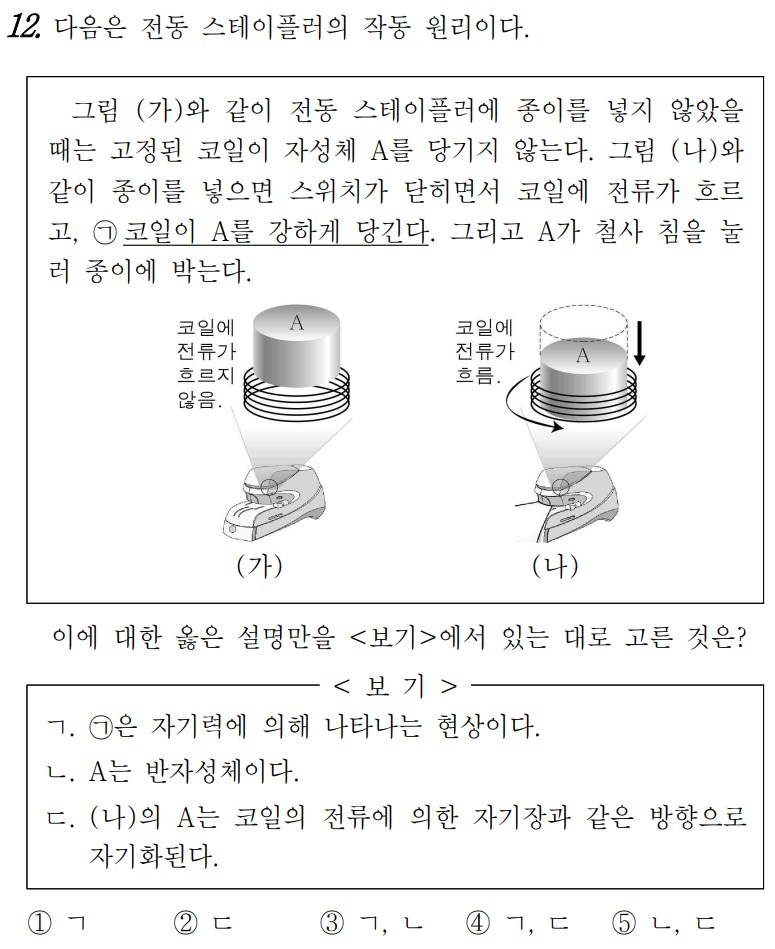 12. 다음은 전동 스테이플러의 작동 원리이다.
그림 (가)와 같이 전동 스테이플러에 종이를 넣지 않았을
때는 고정된 코일이 자성체 A를 당기지 않는다. 그림 (나)와
같이 종이를 넣으면 스위치가 닫히면서 코일에 전류가 흐르
고, ㉠ 코일이 A를 강하게 당긴다. 그리고 A가 철사 침을 눌
러 종이에 박는다.
코일에
전류가
흐르지
않음.
A
코일에
전류가
흐름.
A
(가)
(나)
이에 대한 옳은 설명만을 <보기>에서 있는 대로 고른 것은?
< 보 기 >
ㄱ. ㉠은 자기력에 의해 나타나는 현상이다.
ㄴ. A는 반자성체이다.
ㄷ. (나)의 A는 코일의 전류에 의한 자기장과 같은 방향으로
자기화된다.
① ㄱ ② ㄷ ③ ㄱ, ㄴ ④ ㄱ, ㄷ ⑤ ㄴ, ㄷ